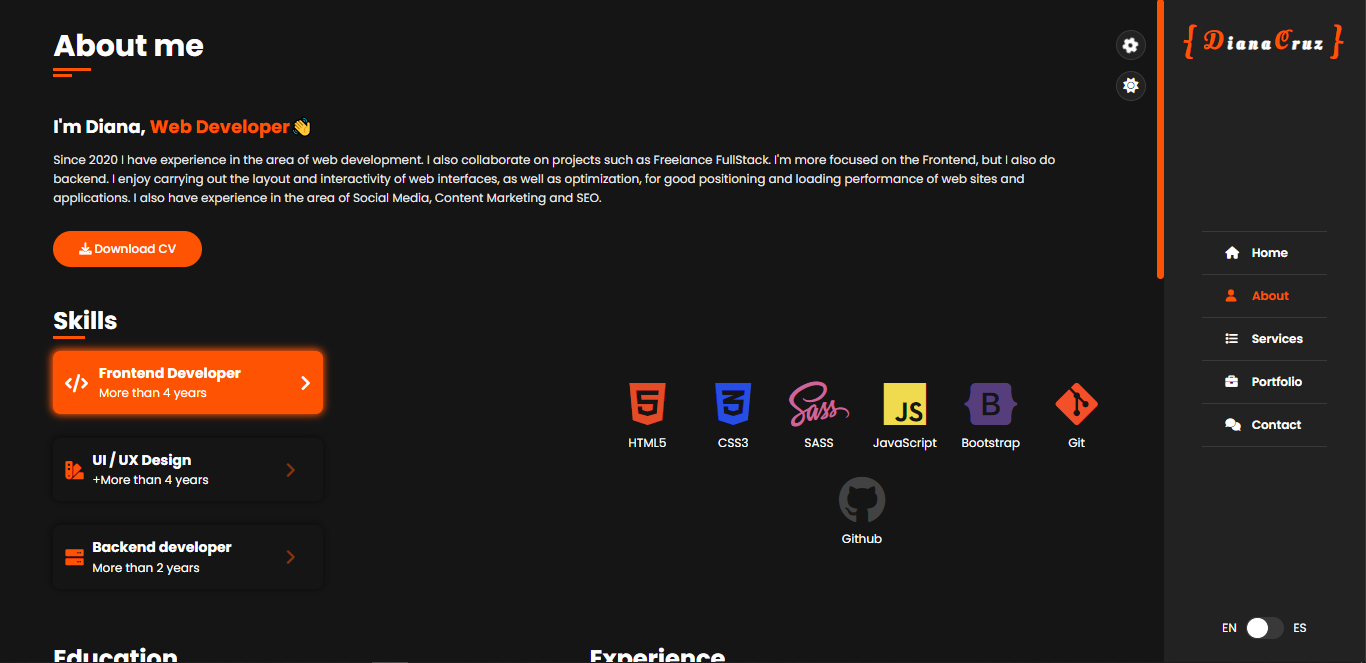 About me
{ Diana Cruz }
I'm Diana, Web Developer 👋
Since 2020 I have experience in the area of web development. I also collaborate on projects such as Freelance FullStack. I'm more focused on the Frontend, but I also do
backend. I enjoy carrying out the layout and interactivity of web interfaces, as well as optimization, for good positioning and loading performance of web sites and
applications. I also have experience in the area of Social Media, Content Marketing and SEO.
Download CV
Skills
Frontend Developer
More than 4 years
UI / UX Design
+More than 4 years
Backend developer
More than 2 years
5
3
Sass
JS
B
HTML5
CSS3
SASS
JavaScript
Bootstrap
Git
Github
Education
Experience
Home
About
Services
Portfolio
Contact
EN
ES